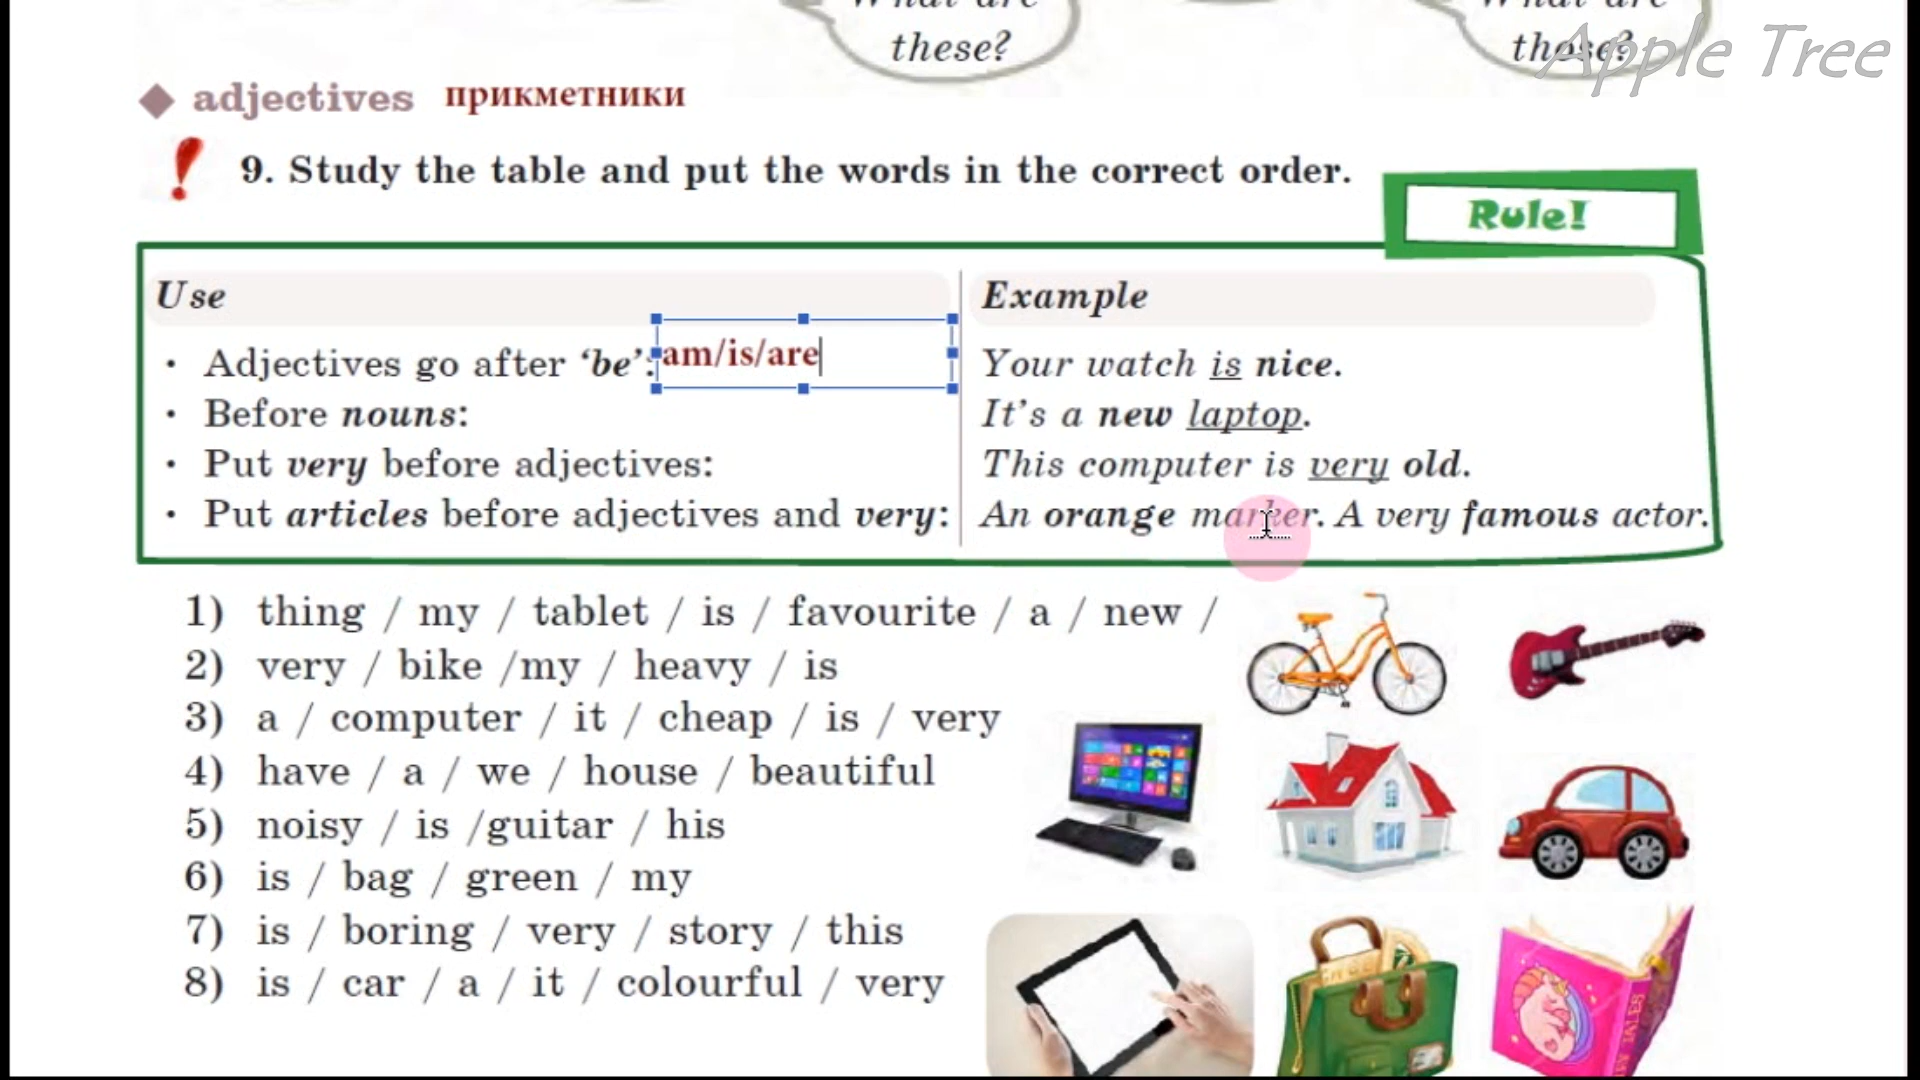 What are
What are
these?
those?
Apple Tree
adjectives прикметники
9. Study the table and put the words in the correct order.
Rule!
Use
Example
• Adjectives go after ‘be’: am/is/are
Your watch is nice.
• Before nouns:
It’s a new laptop.
• Put very before adjectives:
This computer is very old.
• Put articles before adjectives and very:
An orange marker. A very famous actor.
1) thing / my / tablet / is / favourite / a / new /
2) very / bike /my / heavy / is
3) a / computer / it / cheap / is / very
4) have / a / we / house / beautiful
5) noisy / is /guitar / his
6) is / bag / green / my
7) is / boring / very / story / this
8) is / car / a / it / colourful / very